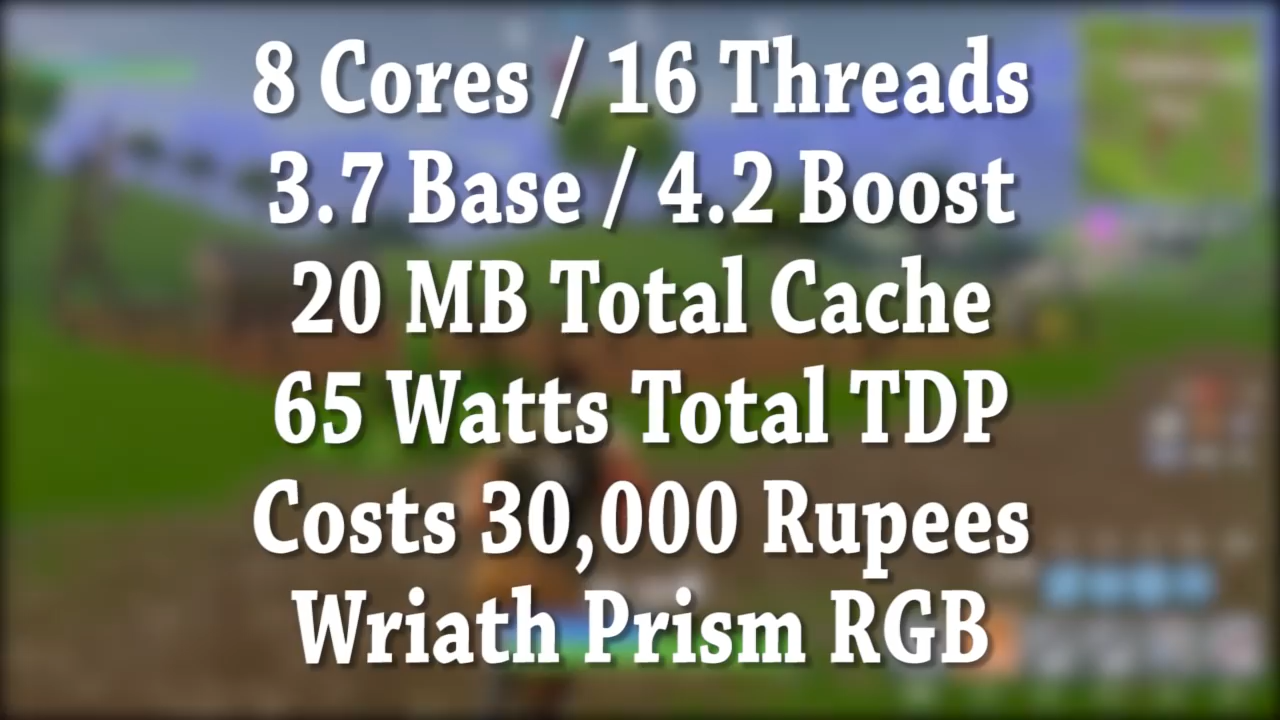 8 Cores / 16 Threads
3.7 Base / 4.2 Boost
20 MB Total Cache
65 Watts Total TDP
Costs 30,000 Rupees
Wriath Prism RGB